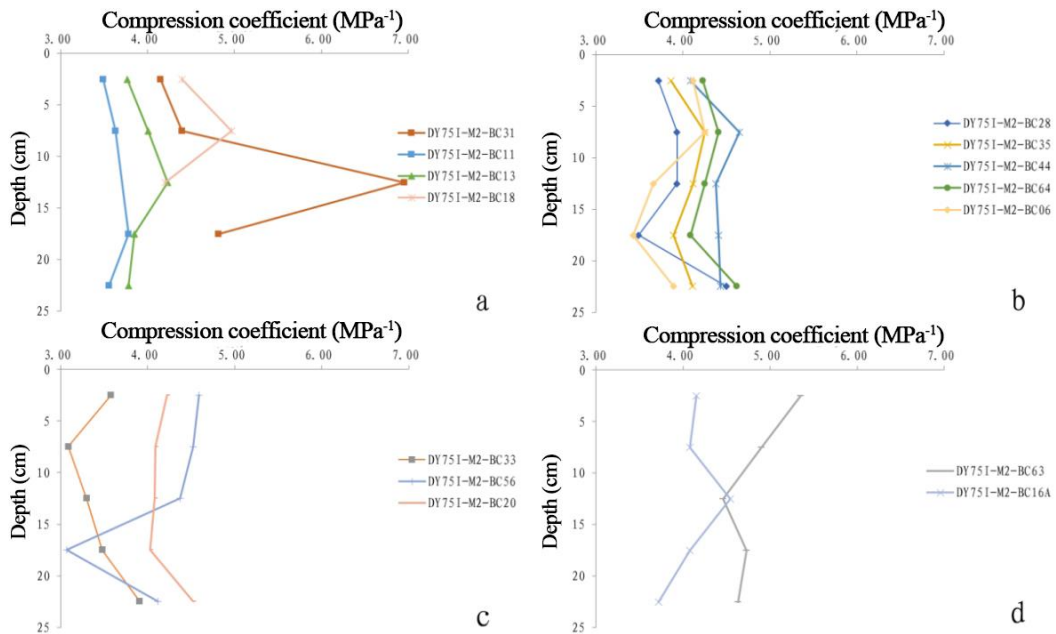 Compression coefficient (MPa-1)
3.00 4.00 5.00 6.00 7.00
0
5
10
15
20
25
Depth (cm)
DY75I-M2-BC31
DY75I-M2-BC11
DY75I-M2-BC13
DY75I-M2-BC18
a
Compression coefficient (MPa-1)
3.00 4.00 5.00 6.00 7.00
0
5
10
15
20
25
Depth (cm)
DY75I-M2-BC28
DY75I-M2-BC35
DY75I-M2-BC44
DY75I-M2-BC64
DY75I-M2-BC06
b
Compression coefficient (MPa-1)
3.00 4.00 5.00 6.00 7.00
0
5
10
15
20
25
Depth (cm)
DY75I-M2-BC33
DY75I-M2-BC56
DY75I-M2-BC20
c
Compression coefficient (MPa-1)
3.00 4.00 5.00 6.00 7.00
0
5
10
15
20
25
Depth (cm)
DY75I-M2-BC63
DY75I-M2-BC16A
d